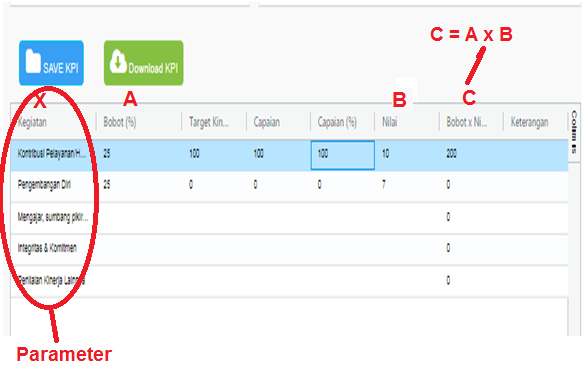 C = A x B
SAVE KPI
Download KPI
X A B C
Kegiatan Bobot (%) Target Kin... Capaian Capaian (%) Nilai Bobot x Ni... Keterangan
Columns
Kontribusi Pelayanan/H... 25 100 100 100 10 200
Pengembangan Diri 25 0 0 0 7 0
Mengajar, sumbang pikir... 0
Integritas & Komitmen 0
Penilaian Kinerja Lainnya 0
Parameter